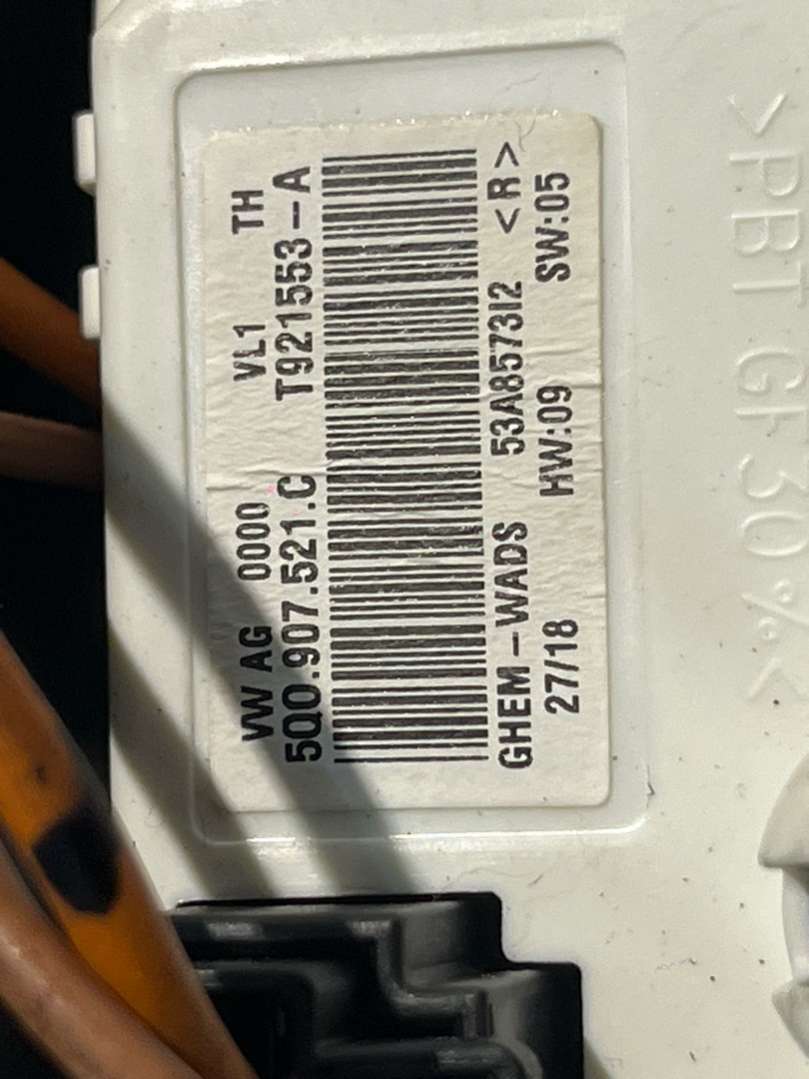 VW AG 0000 VL1 TH
5Q0.907.521.C T921553-A
GHEM-WADS 53A8573I2 <R>
27/18 HW:09 SW:05
>PBT GF 30%<